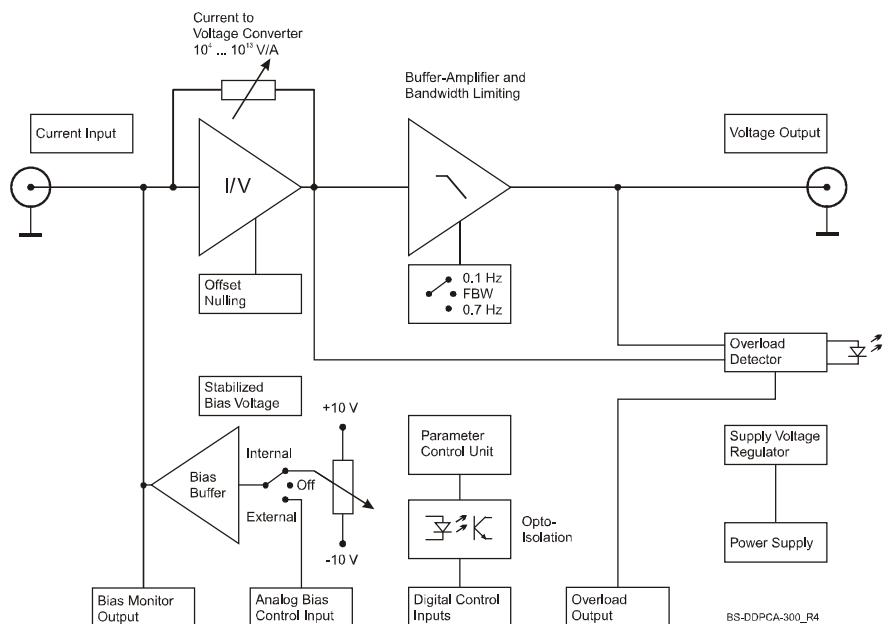 Current to
Voltage Converter
10⁴ ... 10¹³ V/A
Buffer-Amplifier and
Bandwidth Limiting
Current Input
Voltage Output
I/V
Offset
Nulling
0.1 Hz
FBW
0.7 Hz
Overload
Detector
Stabilized
Bias Voltage
+10 V
Parameter
Control Unit
Supply Voltage
Regulator
Internal
Bias
Buffer
Off
External
Opto-
Isolation
Power Supply
-10 V
Bias Monitor
Output
Analog Bias
Control Input
Digital Control
Inputs
Overload
Output
BS-DDPCA-300_R4